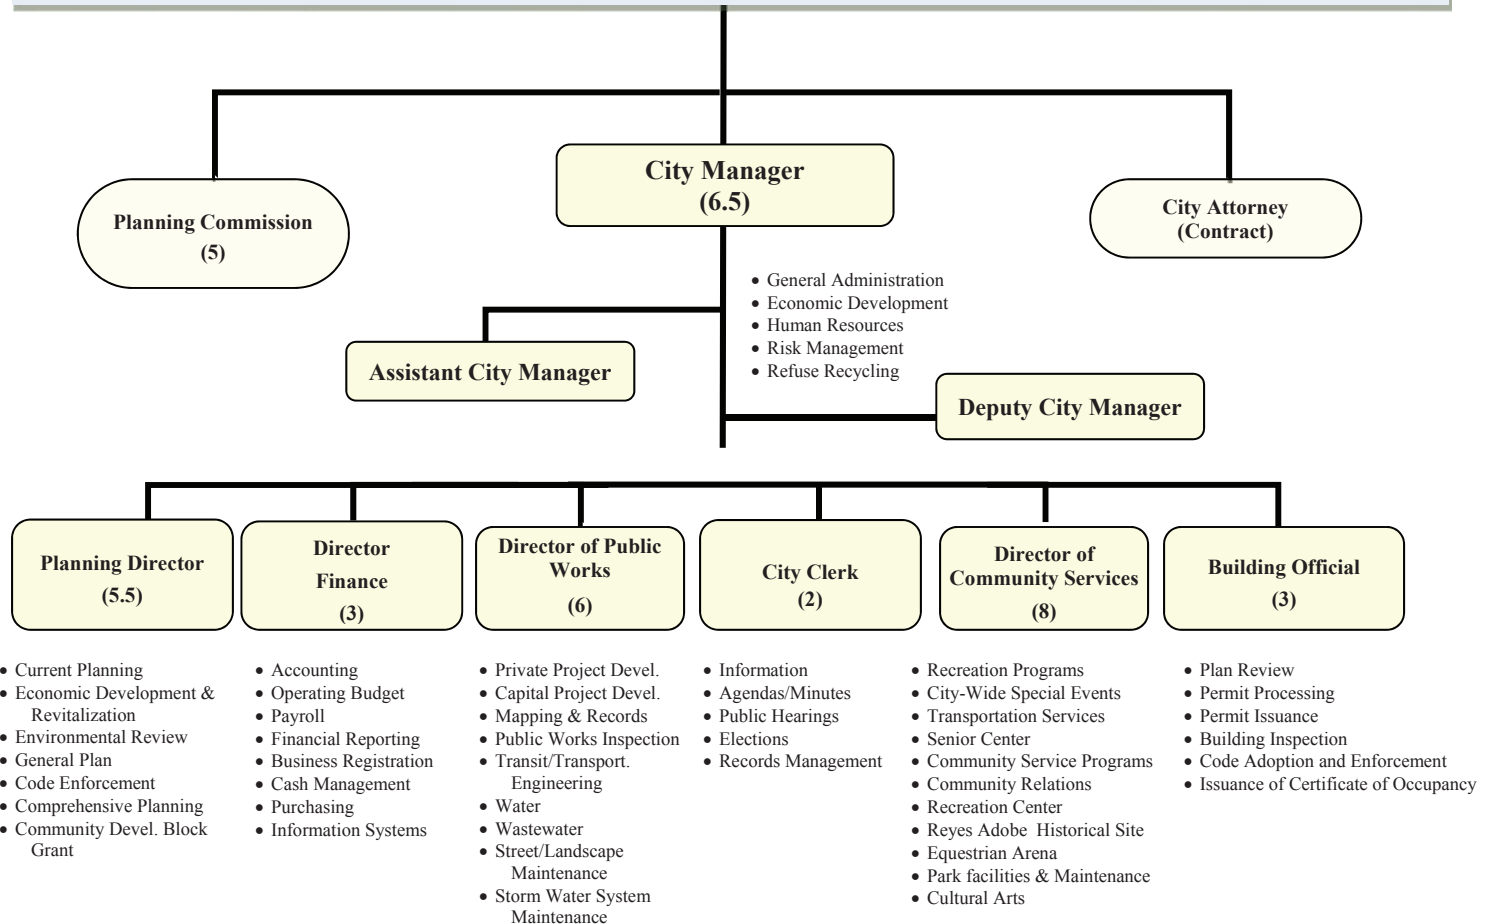 City Manager
(6.5)
Planning Commission
(5)
City Attorney
(Contract)
• General Administration
• Economic Development
• Human Resources
• Risk Management
• Refuse Recycling
Assistant City Manager
Deputy City Manager
Planning Director
(5.5)
Director
Finance
(3)
Director of Public
Works
(6)
City Clerk
(2)
Director of
Community Services
(8)
Building Official
(3)
• Current Planning
• Economic Development &
Revitalization
• Environmental Review
• General Plan
• Code Enforcement
• Comprehensive Planning
• Community Devel. Block
Grant
• Accounting
• Operating Budget
• Payroll
• Financial Reporting
• Business Registration
• Cash Management
• Purchasing
• Information Systems
• Private Project Devel.
• Capital Project Devel.
• Mapping & Records
• Public Works Inspection
• Transit/Transport.
Engineering
• Water
• Wastewater
• Street/Landscape
Maintenance
• Storm Water System
Maintenance
• Information
• Agendas/Minutes
• Public Hearings
• Elections
• Records Management
• Recreation Programs
• City-Wide Special Events
• Transportation Services
• Senior Center
• Community Service Programs
• Community Relations
• Recreation Center
• Reyes Adobe  Historical Site
• Equestrian Arena
• Park facilities & Maintenance
• Cultural Arts
• Plan Review
• Permit Processing
• Permit Issuance
• Building Inspection
• Code Adoption and Enforcement
• Issuance of Certificate of Occupancy